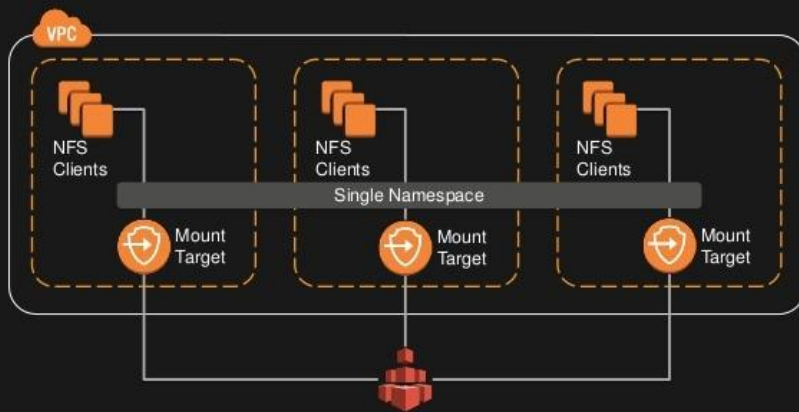 VPC
NFS
Clients
NFS
Clients
NFS
Clients
Single Namespace
Mount
Target
Mount
Target
Mount
Target